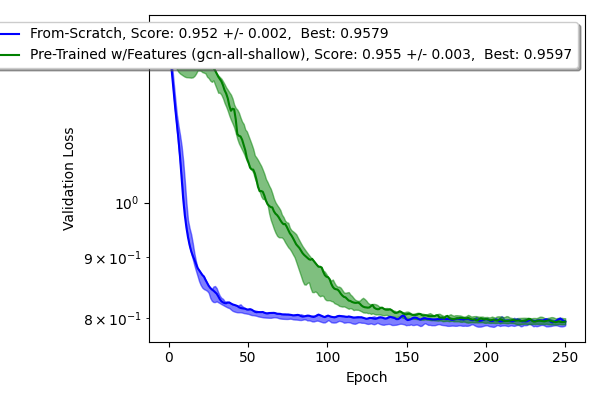 From-Scratch, Score: 0.952 +/- 0.002,  Best: 0.9579
Pre-Trained w/Features (gcn-all-shallow), Score: 0.955 +/- 0.003,  Best: 0.9597
Validation Loss
10⁰
9 × 10⁻¹
8 × 10⁻¹
0 50 100 150 200 250
Epoch